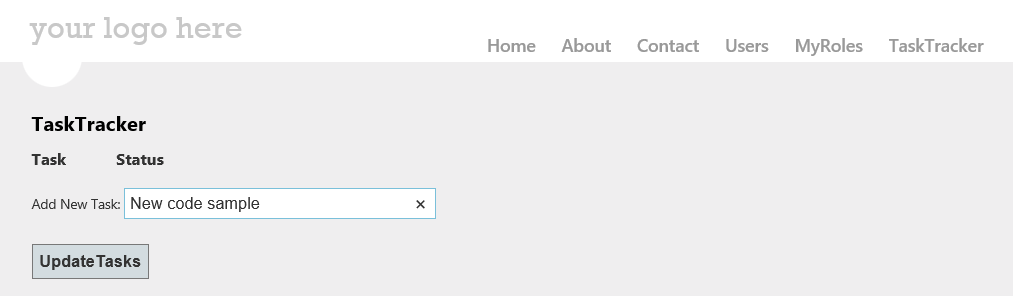 your logo here
Home About Contact Users MyRoles TaskTracker
TaskTracker
Task Status
Add New Task: New code sample ×
UpdateTasks